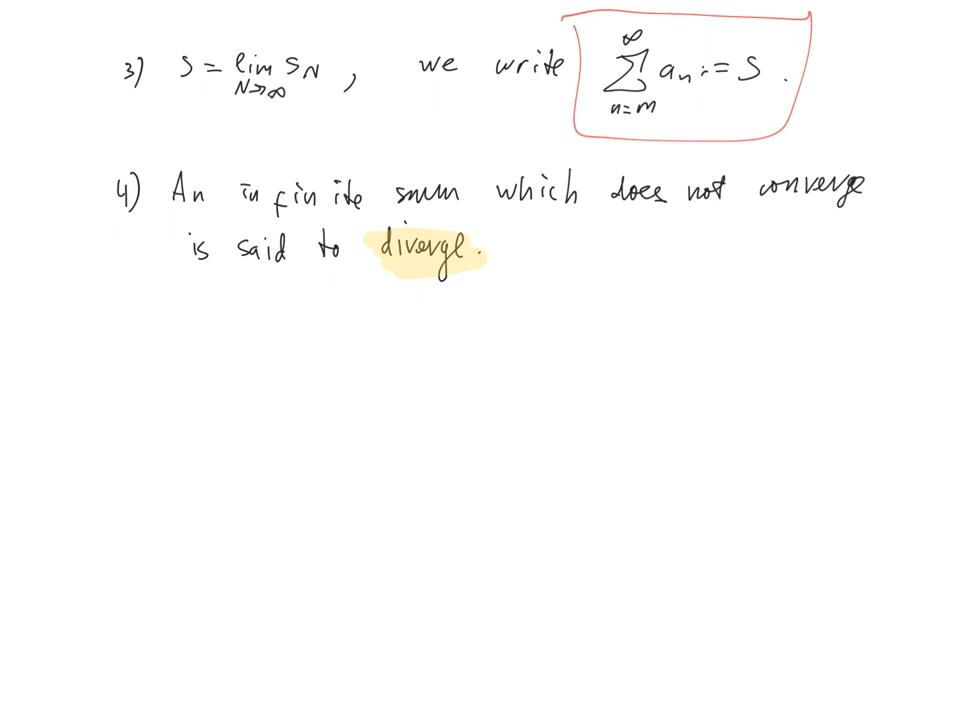 3) S = lim_{N→∞} S_N , we write ∑_{n=m}^{∞} a_n := S .
4) An infinite sum which does not converge
is said to diverge.